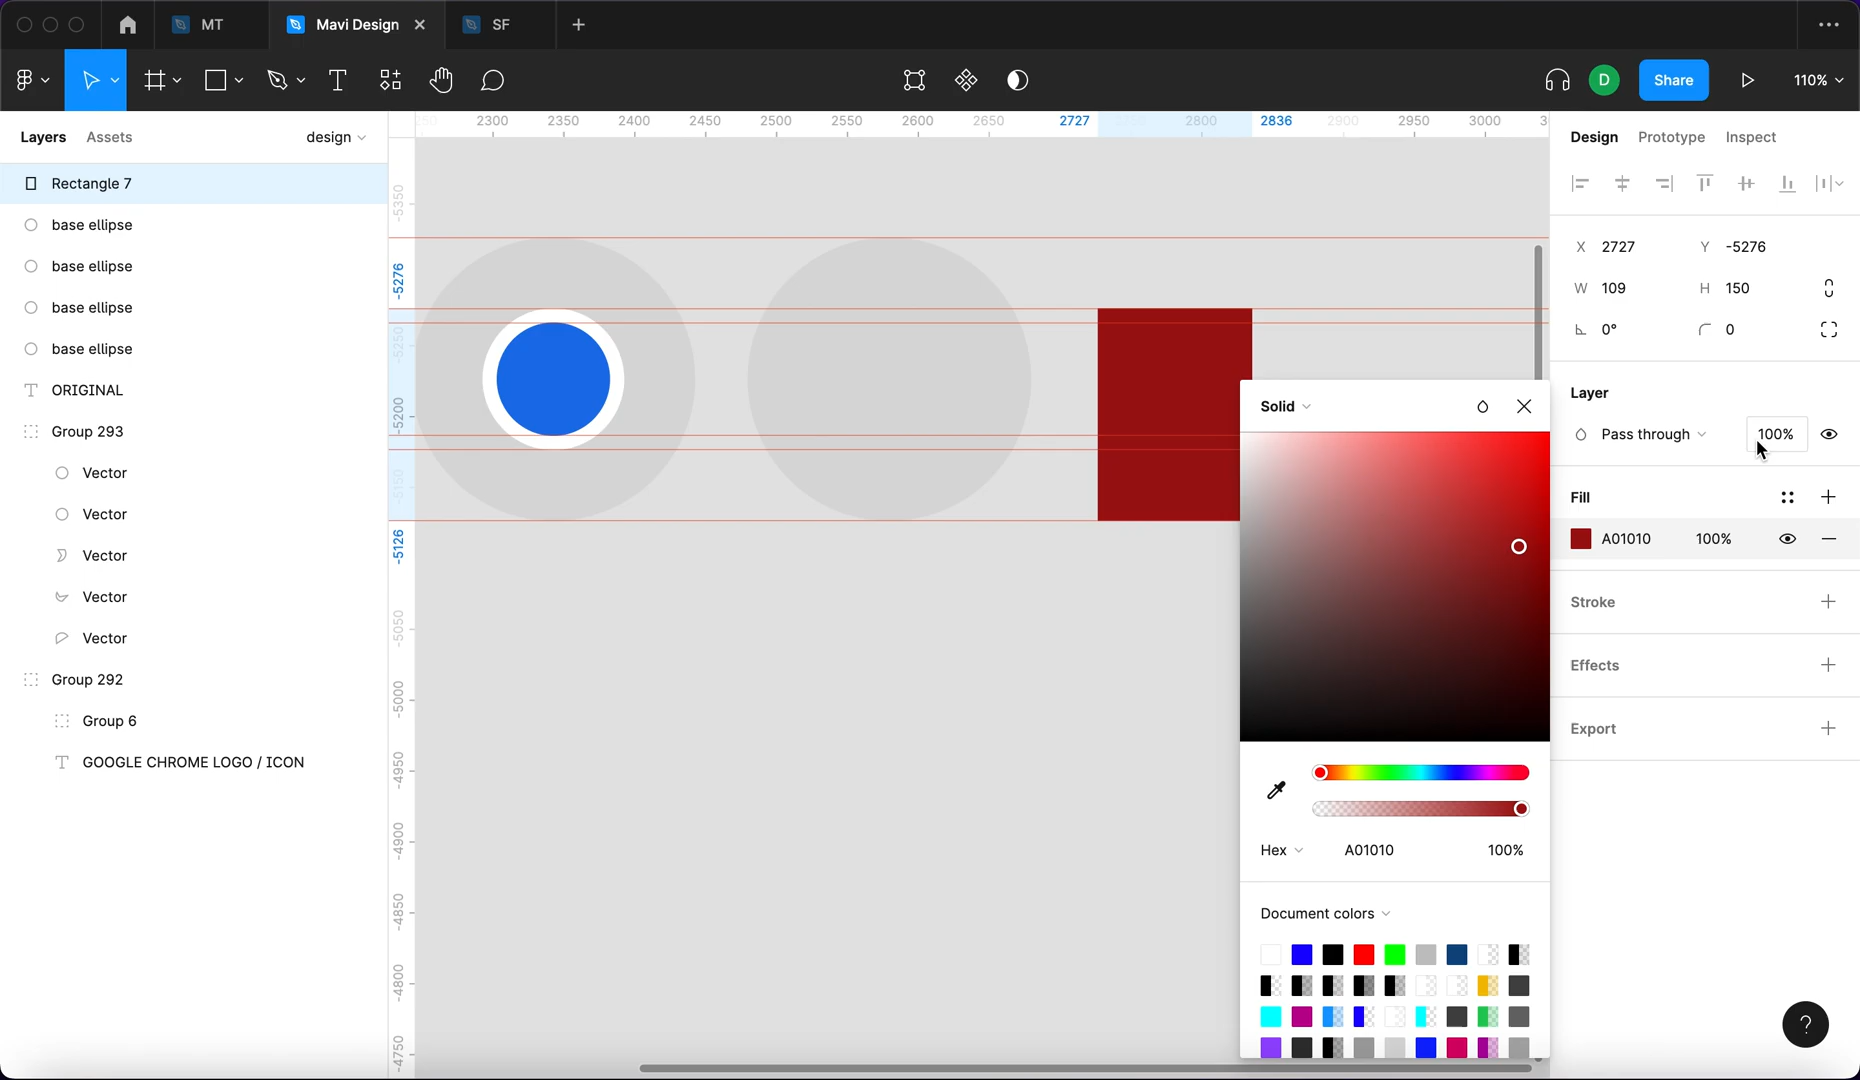 MT
Mavi Design
SF
D
Share
110%
Layers
Assets
design
2300 2350 2400 2450 2500 2550 2600 2650 2727 2800 2836 2900 2950 3000
Design
Prototype
Inspect
Rectangle 7
base ellipse
base ellipse
base ellipse
base ellipse
ORIGINAL
Group 293
Vector
Vector
Vector
Vector
Vector
Group 292
Group 6
GOOGLE CHROME LOGO / ICON
-5350
-5276
-5250
-5200
-5150
-5126
-5050
-5000
-4950
-4900
-4850
-4800
-4750
X 2727 Y -5276
W 109 H 150
0° 0
Layer
Pass through 100%
Fill
A01010 100%
Stroke
Effects
Export
Solid
Hex A01010 100%
Document colors
?